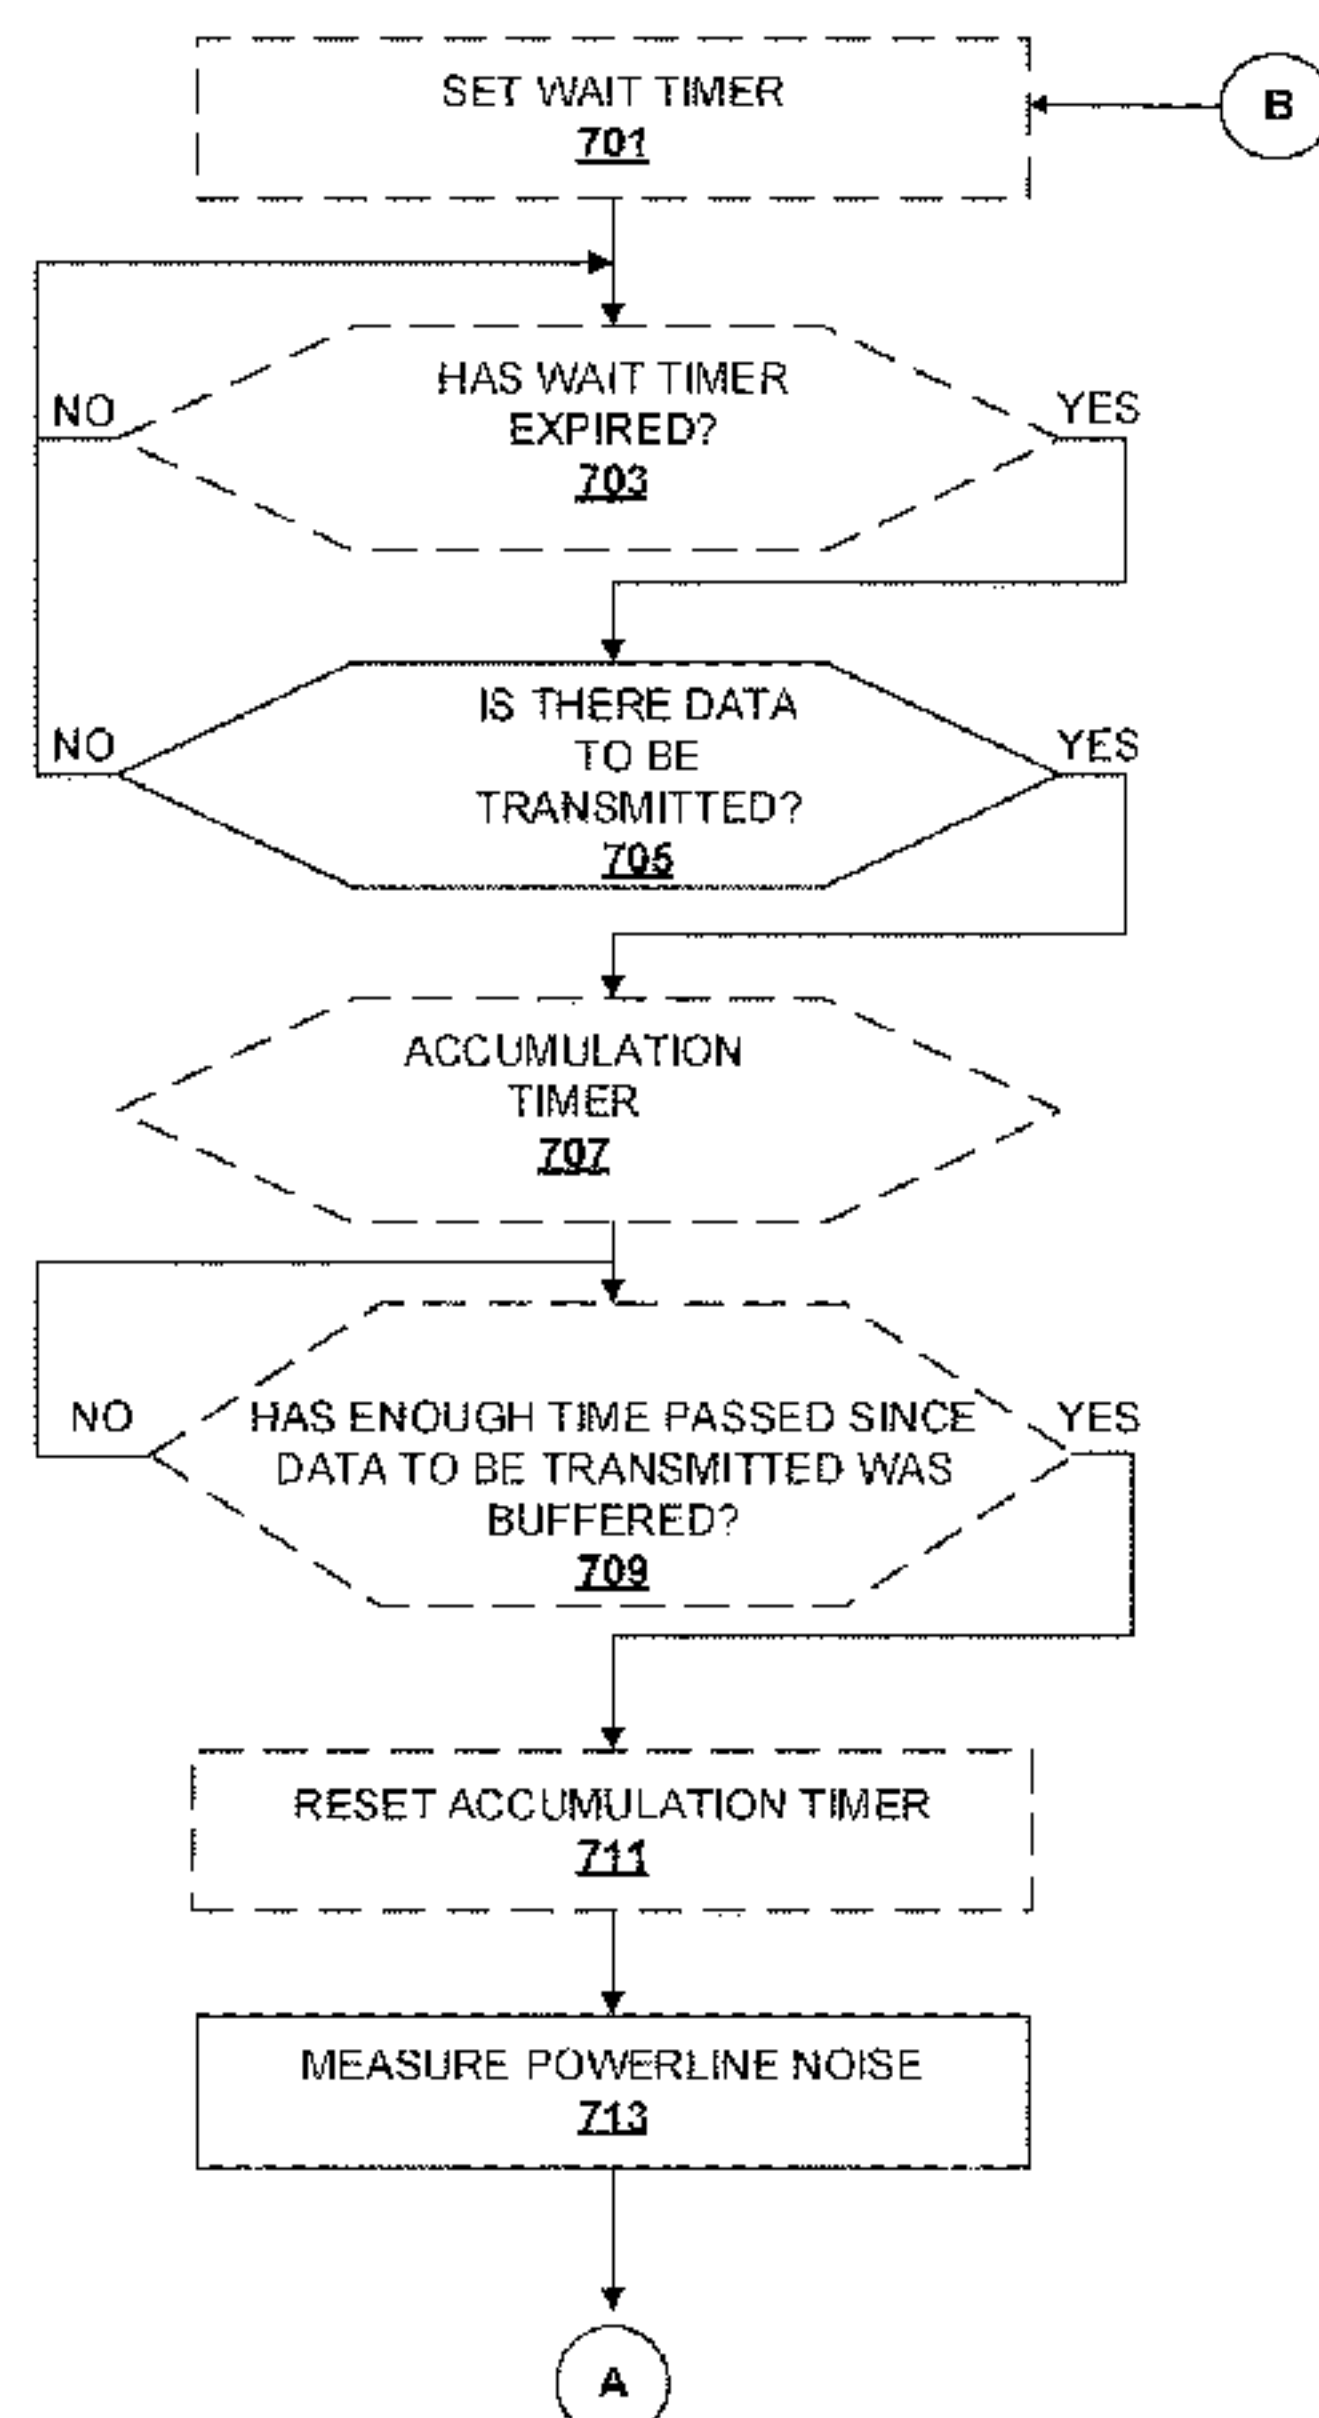 SET WAIT TIMER
701
B
HAS WAIT TIMER
EXPIRED?
703
NO
YES
IS THERE DATA
TO BE
TRANSMITTED?
705
NO
YES
ACCUMULATION
TIMER
707
HAS ENOUGH TIME PASSED SINCE
DATA TO BE TRANSMITTED WAS
BUFFERED?
709
NO
YES
RESET ACCUMULATION TIMER
711
MEASURE POWERLINE NOISE
713
A